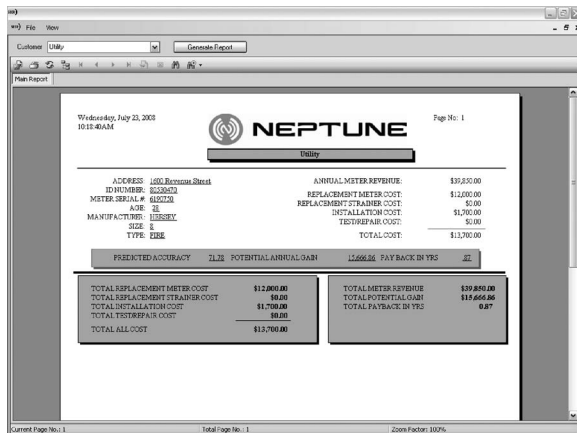 File View
Customer Utility Generate Report
Main Report
Wednesday, July 23, 2008
10:18:40AM
NEPTUNE
Page No: 1
Utility
ADDRESS: 1600 Revenue Street
ID NUMBER: 80530470
METER SERIAL #: 6190750
AGE: 28
MANUFACTURER: HERSEY
SIZE: 8
TYPE: FIRE
ANNUAL METER REVENUE: $39,850.00
REPLACEMENT METER COST: $12,000.00
REPLACEMENT STRAINER COST: $0.00
INSTALLATION COST: $1,700.00
TEST/REPAIR COST: $0.00
TOTAL COST: $13,700.00
PREDICTED ACCURACY 71.78 POTENTIAL ANNUAL GAIN 15,666.86 PAY BACK IN YRS .87
TOTAL REPLACEMENT METER COST $12,000.00
TOTAL REPLACEMENT STRAINER COST $0.00
TOTAL INSTALLATION COST $1,700.00
TOTAL TEST/REPAIR COST $0.00
TOTAL ALL COST $13,700.00
TOTAL METER REVENUE $39,850.00
TOTAL POTENTIAL GAIN $15,666.86
TOTAL PAYBACK IN YRS 0.87
Current Page No.: 1 Total Page No.: 1 Zoom Factor: 100%